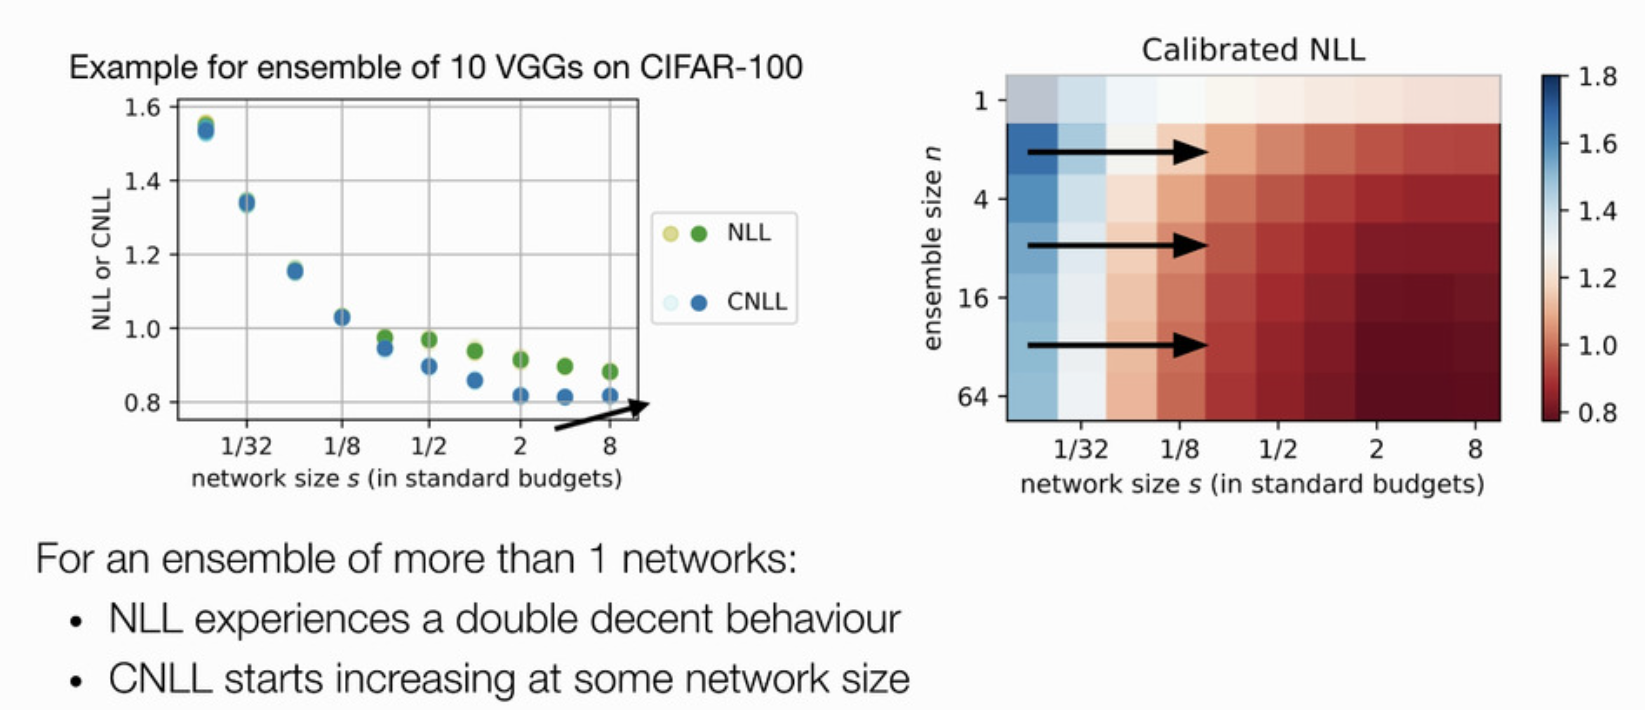 Example for ensemble of 10 VGGs on CIFAR-100
1.6
1.4
1.2
1.0
0.8
NLL or CNLL
1/32 1/8 1/2 2 8
network size s (in standard budgets)
NLL
CNLL
Calibrated NLL
1
4
16
64
ensemble size n
1/32 1/8 1/2 2 8
network size s (in standard budgets)
1.8
1.6
1.4
1.2
1.0
0.8
For an ensemble of more than 1 networks:
• NLL experiences a double decent behaviour
• CNLL starts increasing at some network size